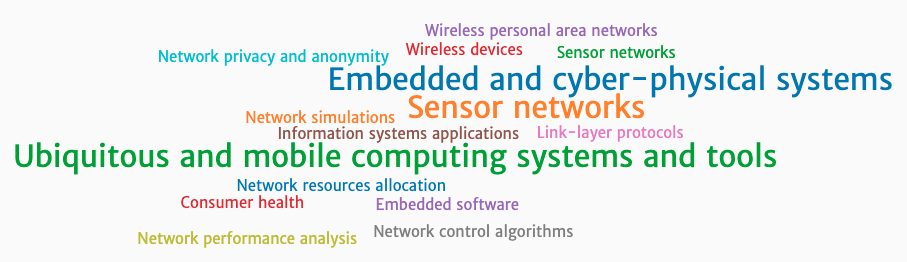 Wireless personal area networks
Network privacy and anonymity
Wireless devices
Sensor networks
Embedded and cyber-physical systems
Sensor networks
Network simulations
Information systems applications
Link-layer protocols
Ubiquitous and mobile computing systems and tools
Network resources allocation
Consumer health
Embedded software
Network control algorithms
Network performance analysis